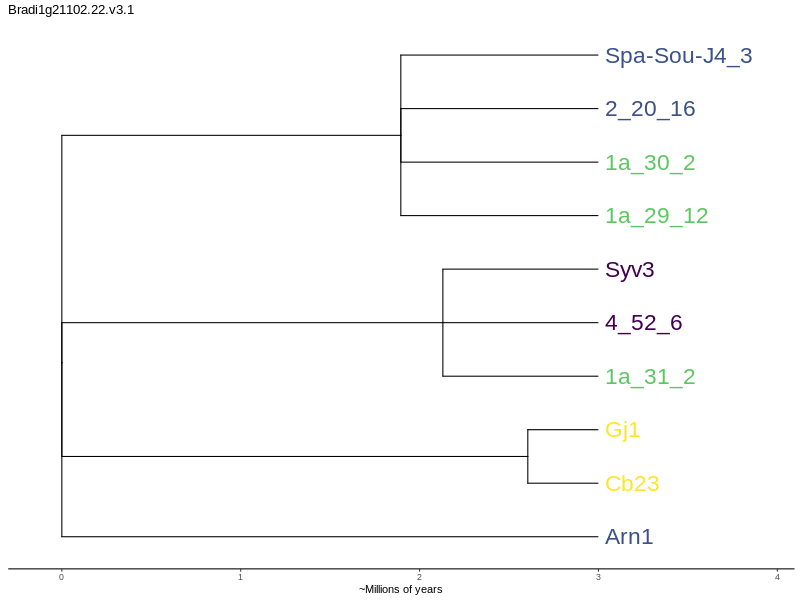 Bradi1g21102.22.v3.1
Spa-Sou-J4_3
2_20_16
1a_30_2
1a_29_12
Syv3
4_52_6
1a_31_2
Gj1
Cb23
Arn1
0 1 2 3 4
~Millions of years